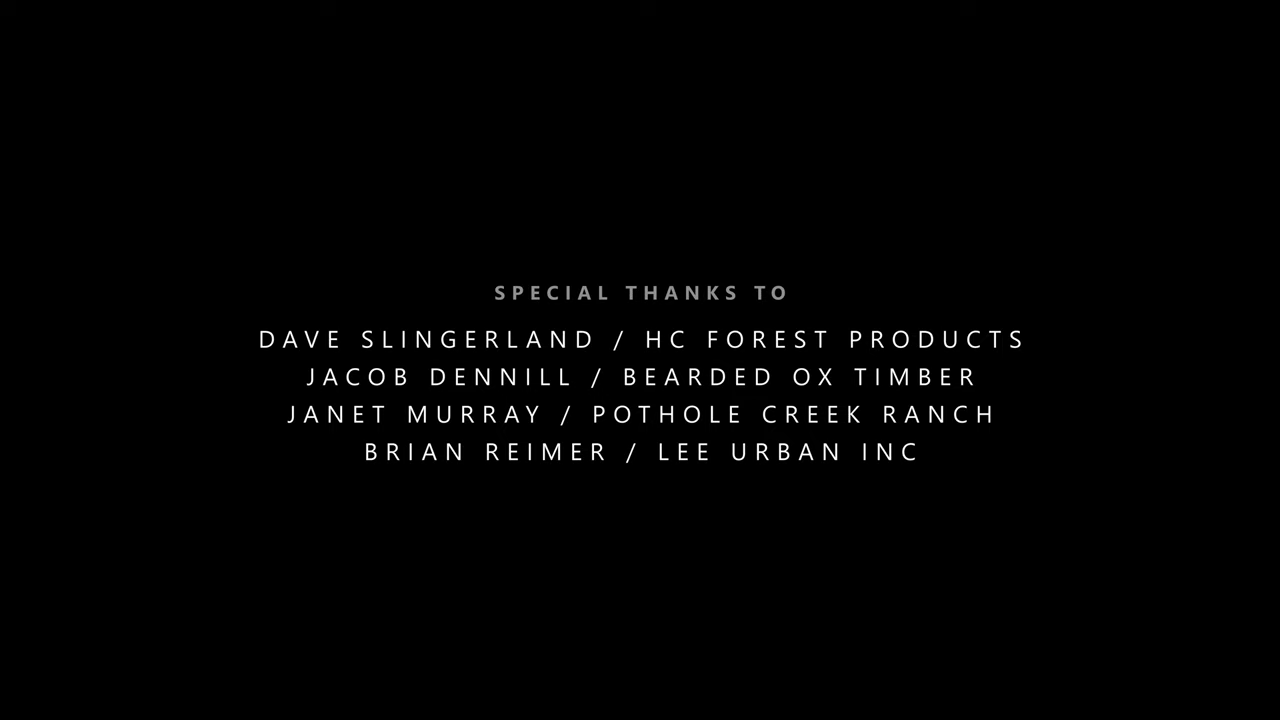 SPECIAL THANKS TO
DAVE SLINGERLAND / HC FOREST PRODUCTS
JACOB DENNILL / BEARDED OX TIMBER
JANET MURRAY / POTHOLE CREEK RANCH
BRIAN REIMER / LEE URBAN INC